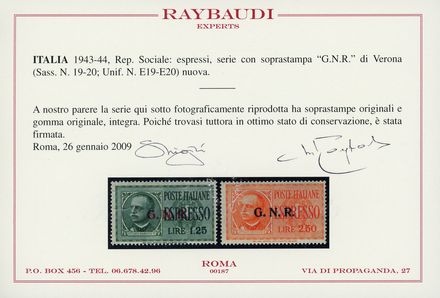 RAYBAUDI
EXPERTS
ITALIA 1943-44, Rep. Sociale: espressi, serie con soprastampa "G.N.R." di Verona
(Sass. N. 19-20; Unif. N. E19-E20) nuova.
A nostro parere la serie qui sotto fotograficamente riprodotta ha soprastampe originali e
gomma originale, integra. Poiché trovasi tuttora in ottimo stato di conservazione, è stata
firmata.
Roma, 26 gennaio 2009
POSTE ITALIANE
ESPRESSO
G.N.R.
LIRE 1.25
POSTE ITALIANE
ESPRESSO
G.N.R.
LIRE 2.50
ROMA
P.O. BOX 456 - TEL. 06.678.42.96
00187
VIA DI PROPAGANDA, 27